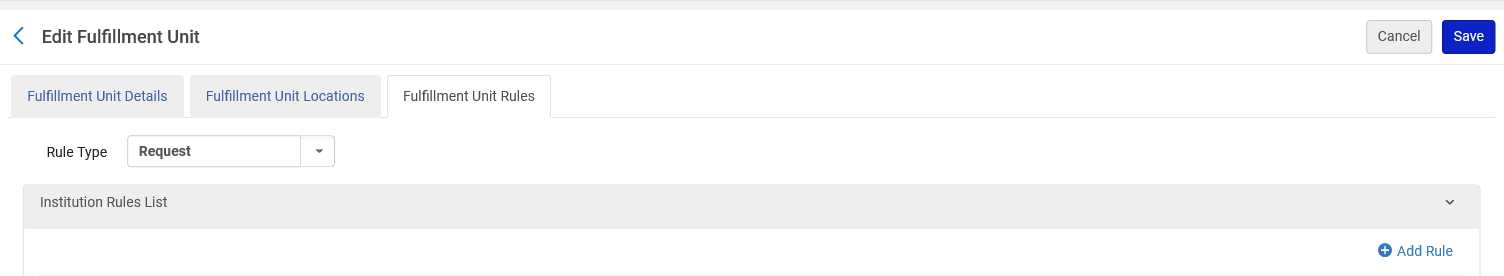 Edit Fulfillment Unit
Cancel
Save
Fulfillment Unit Details
Fulfillment Unit Locations
Fulfillment Unit Rules
Rule Type
Request
Institution Rules List
Add Rule